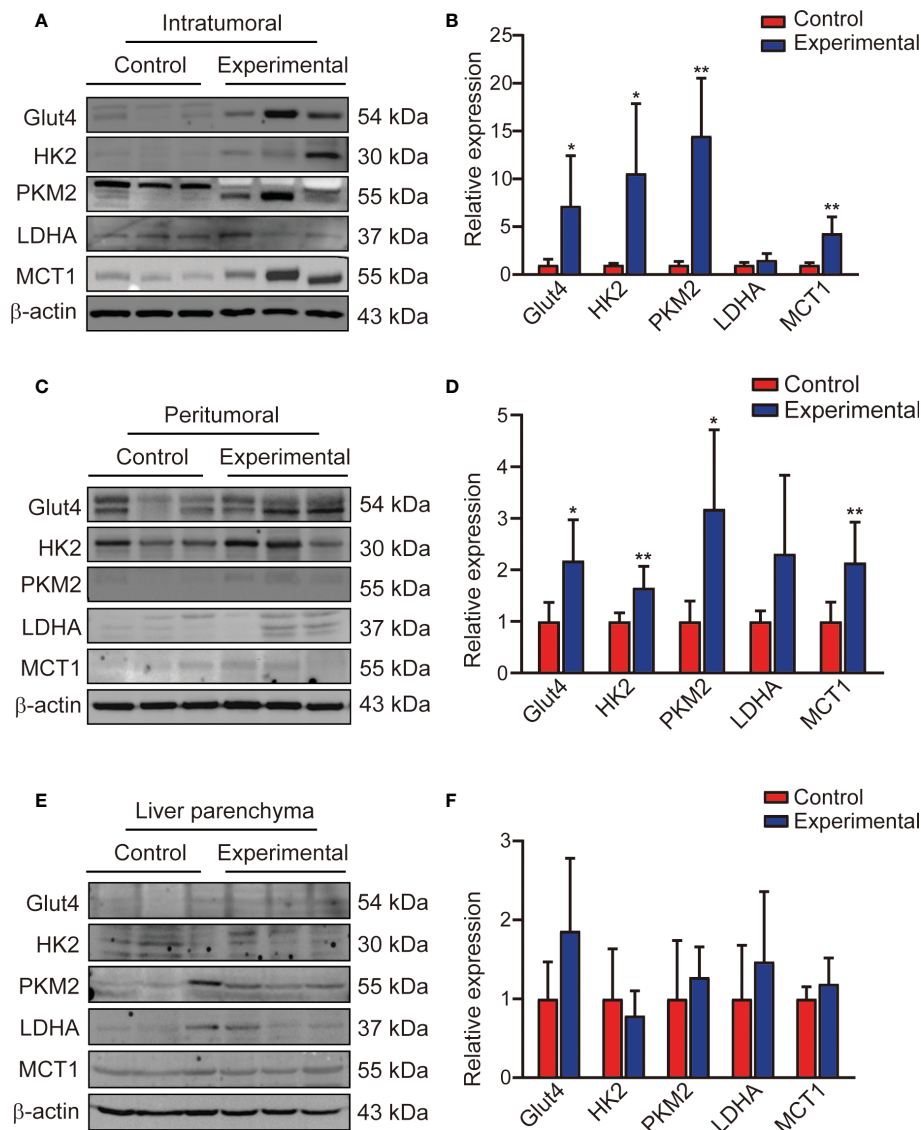 A
Intratumoral
Control Experimental
Glut4 54 kDa
HK2 30 kDa
PKM2 55 kDa
LDHA 37 kDa
MCT1 55 kDa
β-actin 43 kDa
B
Control
Experimental
Relative expression
25
20
15
10
5
0
* * ** **
Glut4 HK2 PKM2 LDHA MCT1
C
Peritumoral
Control Experimental
Glut4 54 kDa
HK2 30 kDa
PKM2 55 kDa
LDHA 37 kDa
MCT1 55 kDa
β-actin 43 kDa
D
Control
Experimental
Relative expression
5
4
3
2
1
0
* ** * **
Glut4 HK2 PKM2 LDHA MCT1
E
Liver parenchyma
Control Experimental
Glut4 54 kDa
HK2 30 kDa
PKM2 55 kDa
LDHA 37 kDa
MCT1 55 kDa
β-actin 43 kDa
F
Control
Experimental
Relative expression
3
2
1
0
Glut4 HK2 PKM2 LDHA MCT1